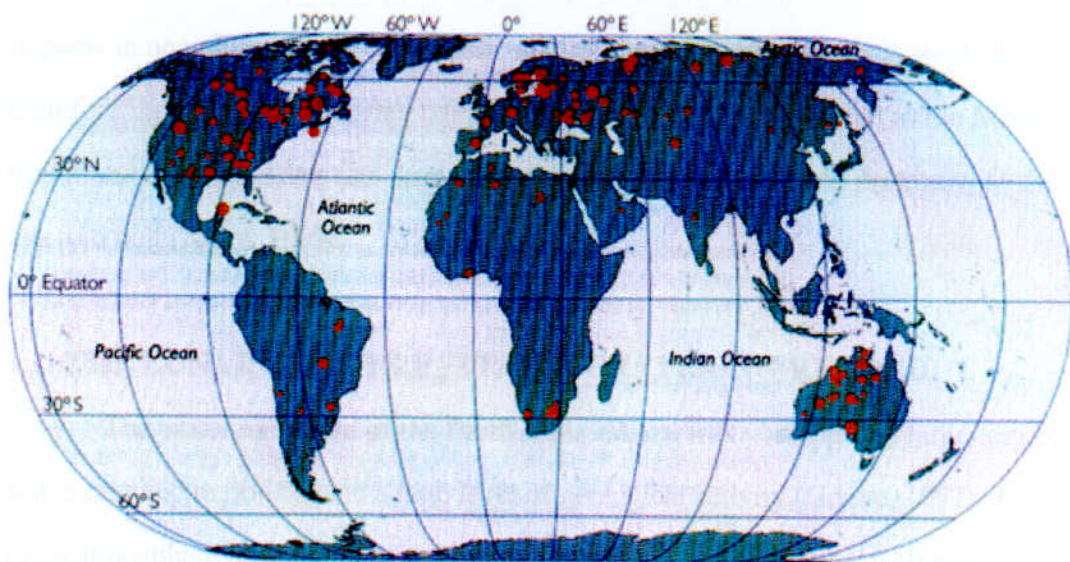 120° W 60° W 0° 60° E 120° E
Arctic Ocean
30° N
Atlantic
Ocean
0° Equator
Pacific Ocean
Indian Ocean
30° S
60° S